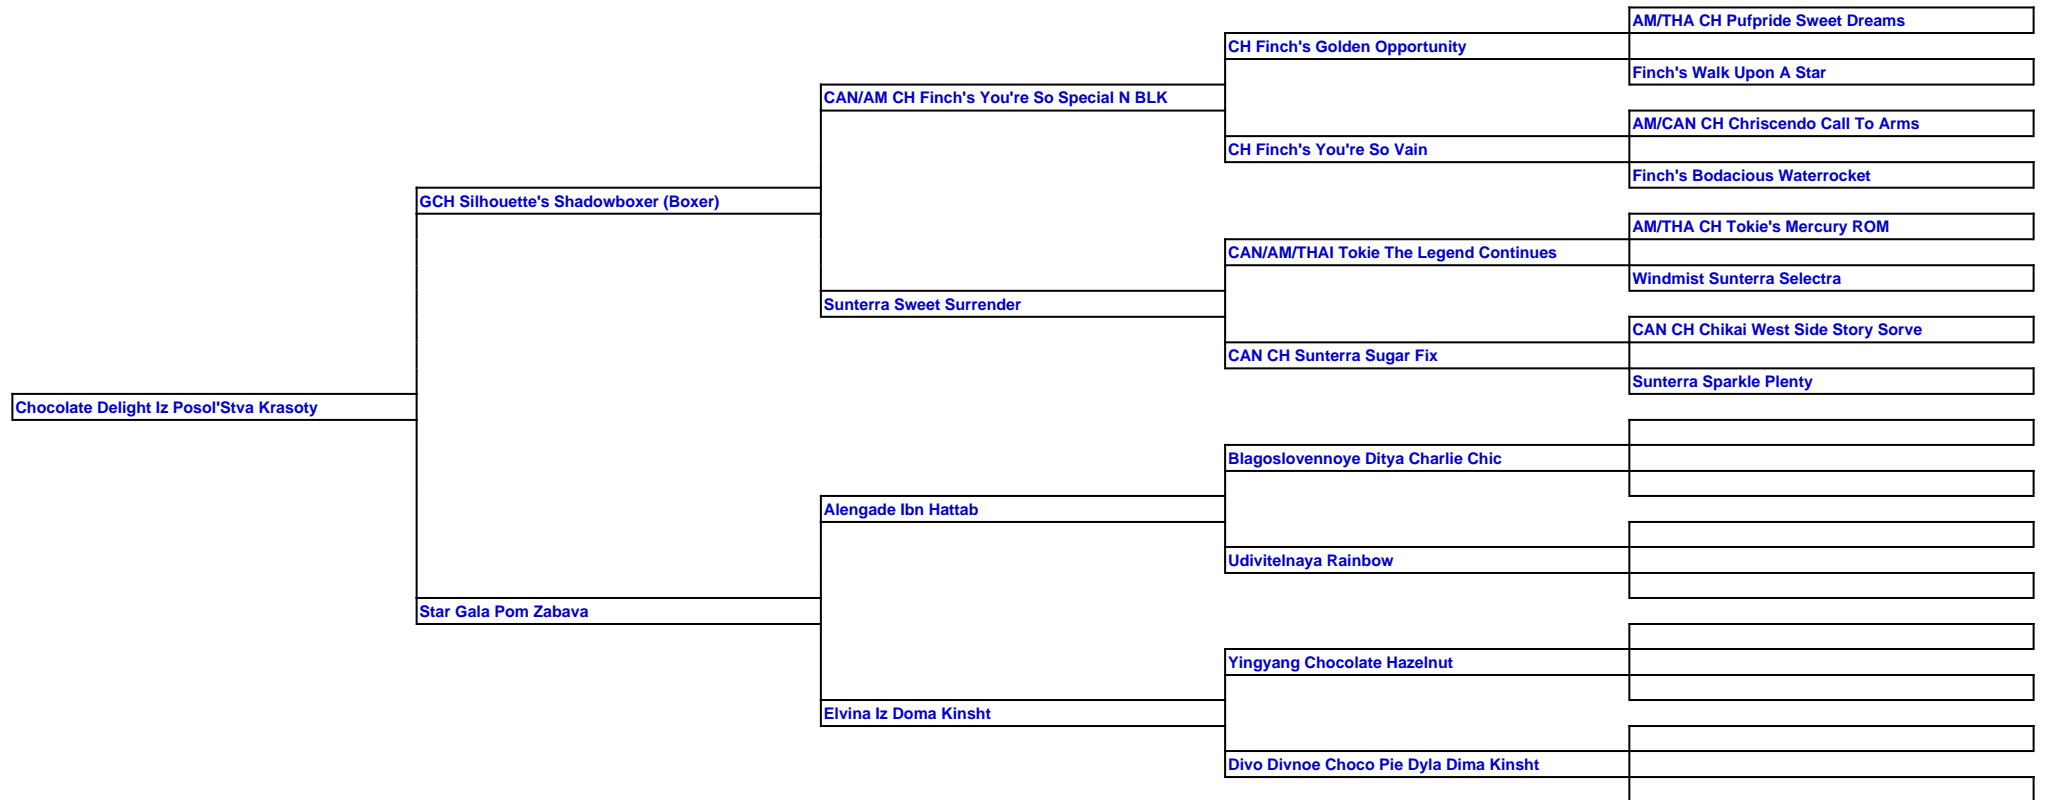 AM/THA CH Pufpride Sweet Dreams
CH Finch's Golden Opportunity
Finch's Walk Upon A Star
CAN/AM CH Finch's You're So Special N BLK
AM/CAN CH Chriscendo Call To Arms
CH Finch's You're So Vain
Finch's Bodacious Waterrocket
GCH Silhouette's Shadowboxer (Boxer)
AM/THA CH Tokie's Mercury ROM
CAN/AM/THAI Tokie The Legend Continues
Windmist Sunterra Selectra
Sunterra Sweet Surrender
CAN CH Chikai West Side Story Sorve
CAN CH Sunterra Sugar Fix
Sunterra Sparkle Plenty
Chocolate Delight Iz Posol'Stva Krasoty
Blagoslovennoye Ditya Charlie Chic
Alengade Ibn Hattab
Udivitelnaya Rainbow
Star Gala Pom Zabava
Yingyang Chocolate Hazelnut
Elvina Iz Doma Kinsht
Divo Divnoe Choco Pie Dyla Dima Kinsht